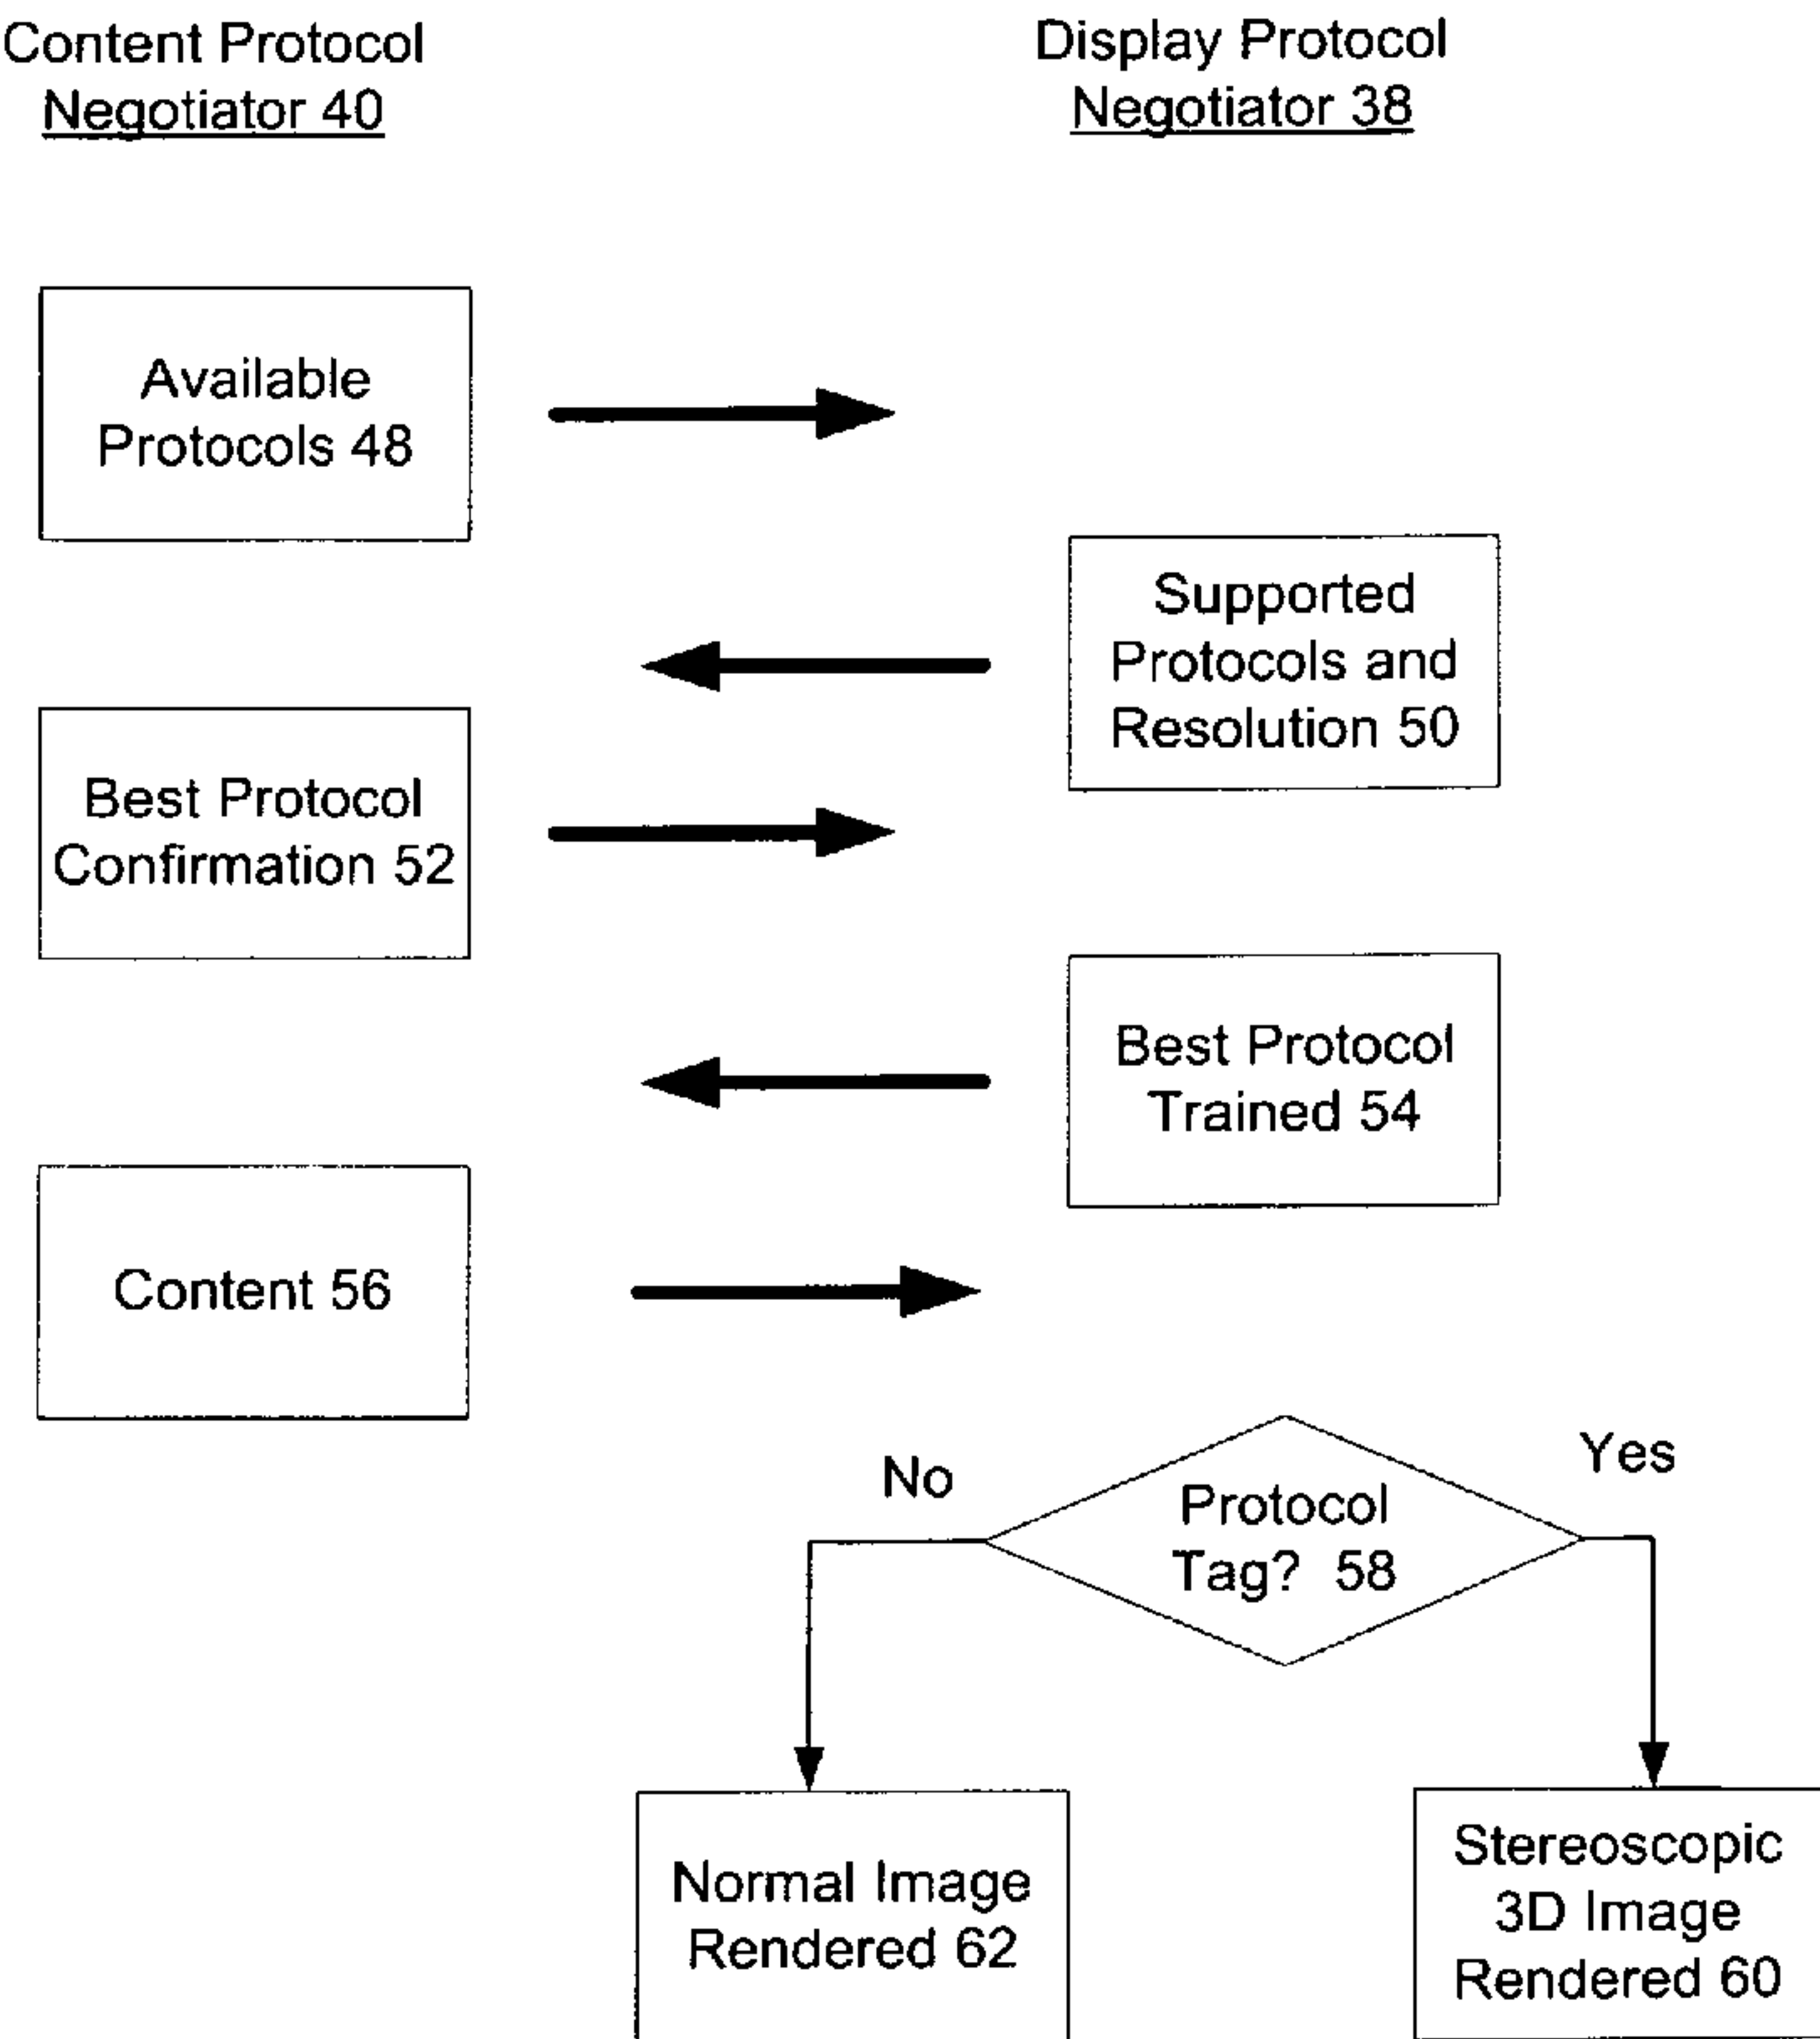 Content Protocol
Negotiator 40
Display Protocol
Negotiator 38
Available
Protocols 48
Supported
Protocols and
Resolution 50
Best Protocol
Confirmation 52
Best Protocol
Trained 54
Content 56
No
Yes
Protocol
Tag? 58
Normal Image
Rendered 62
Stereoscopic
3D Image
Rendered 60